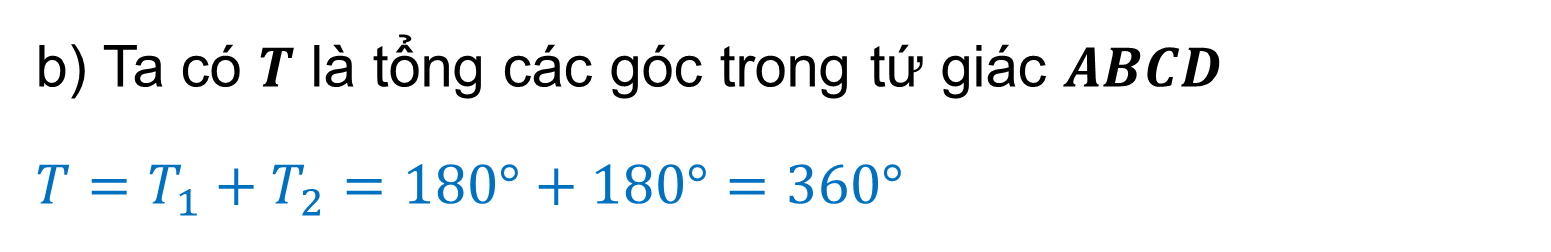 b) Ta có T là tổng các góc trong tứ giác ABCD
T = T₁ + T₂ = 180° + 180° = 360°